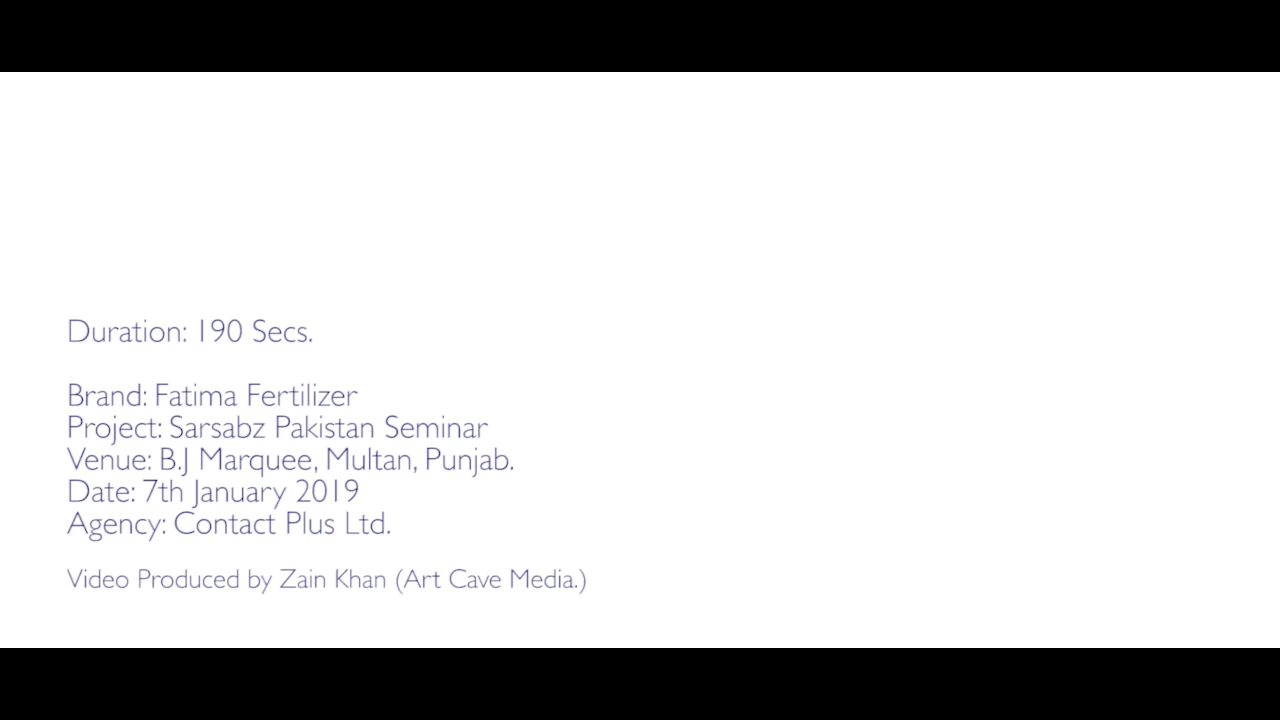 Duration: 190 Secs.
Brand: Fatima Fertilizer
Project: Sarsabz Pakistan Seminar
Venue: B.J Marquee, Multan, Punjab.
Date: 7th January 2019
Agency: Contact Plus Ltd.
Video Produced by Zain Khan (Art Cave Media.)